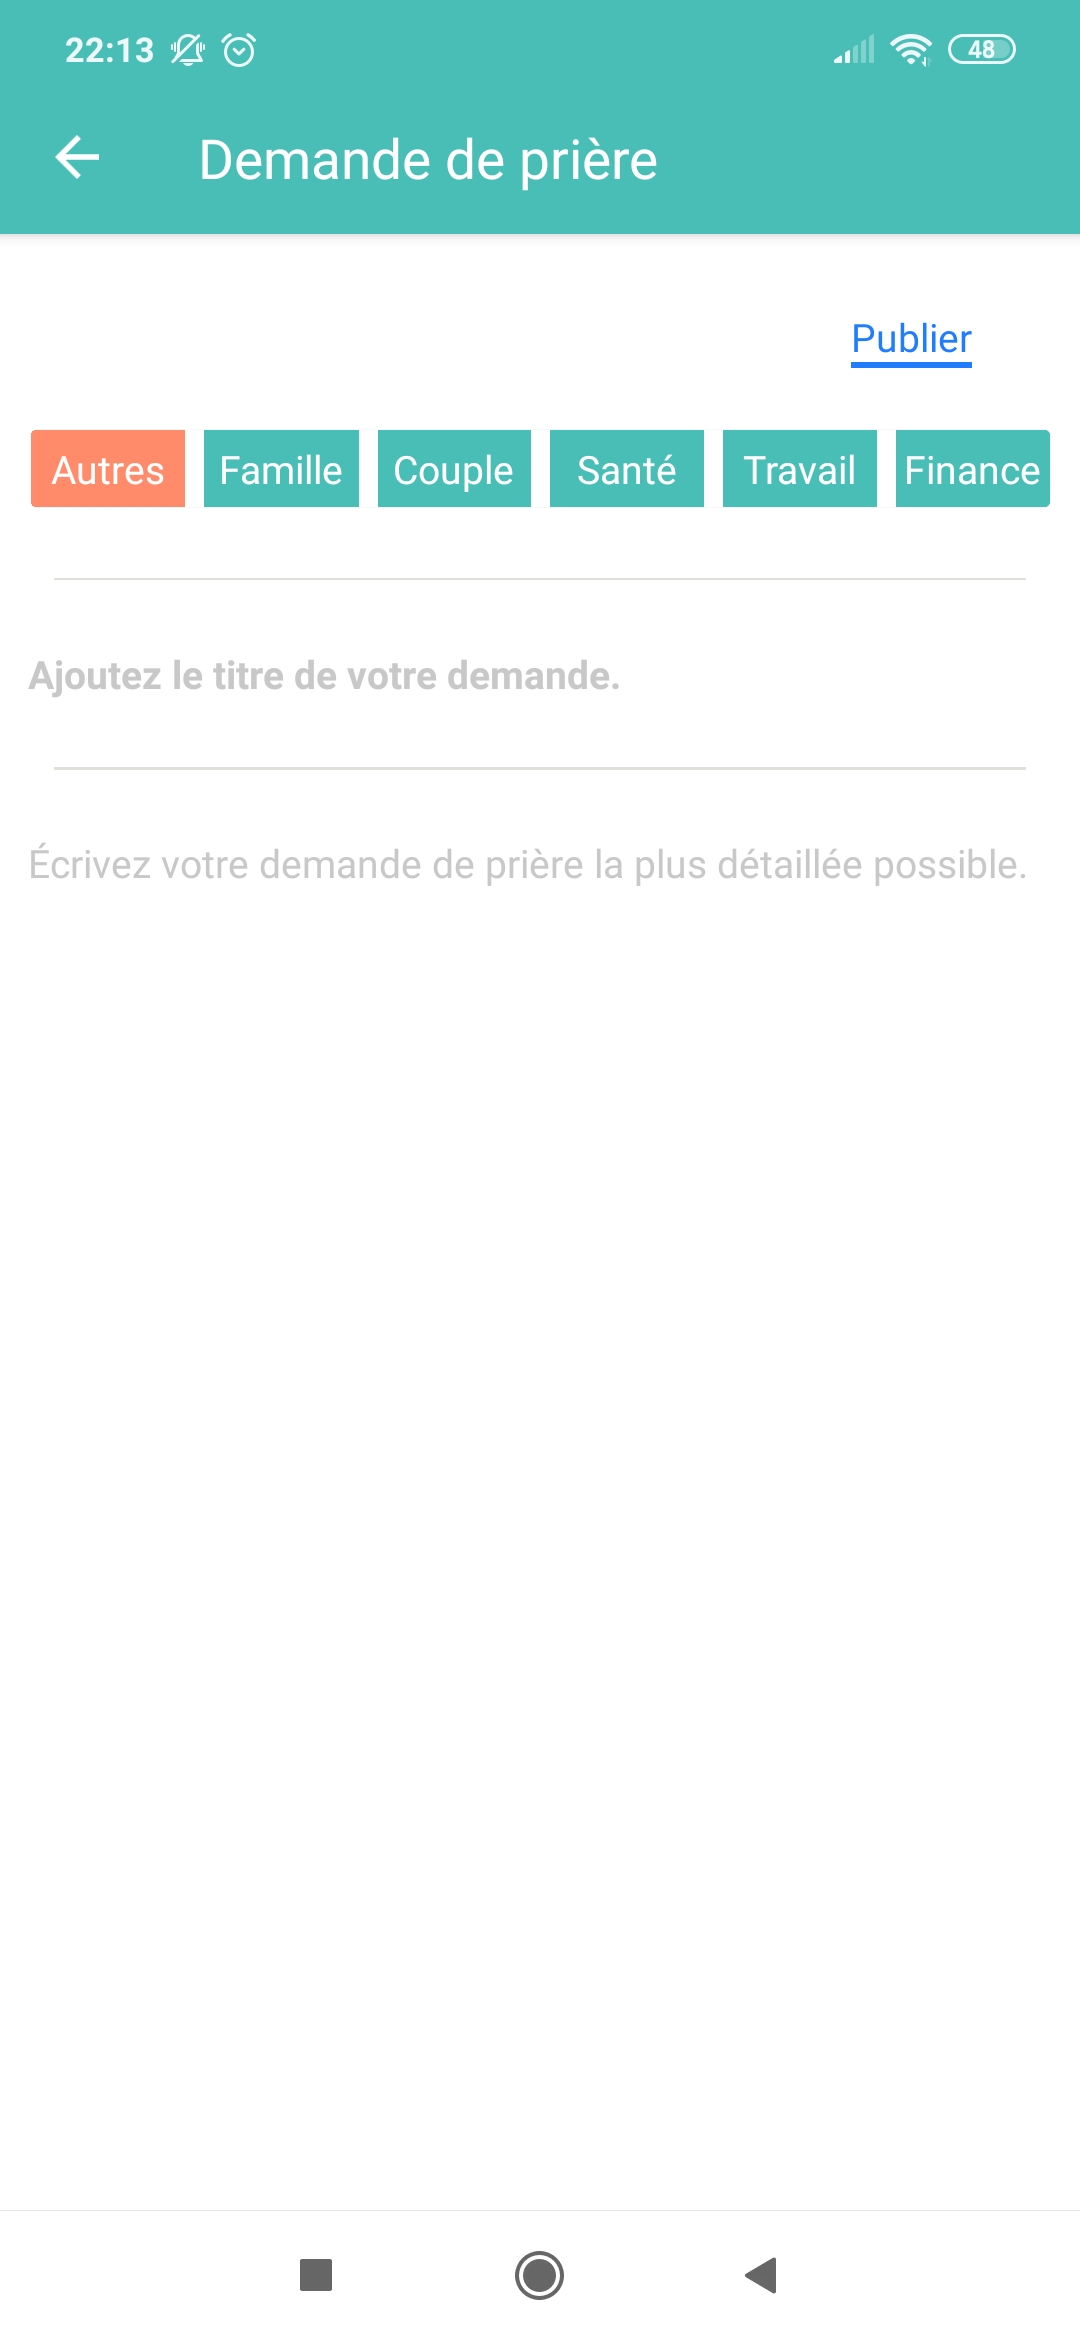 22:13 48
Demande de prière
Publier
Autres Famille Couple Santé Travail Finance
Ajoutez le titre de votre demande.
Écrivez votre demande de prière la plus détaillée possible.